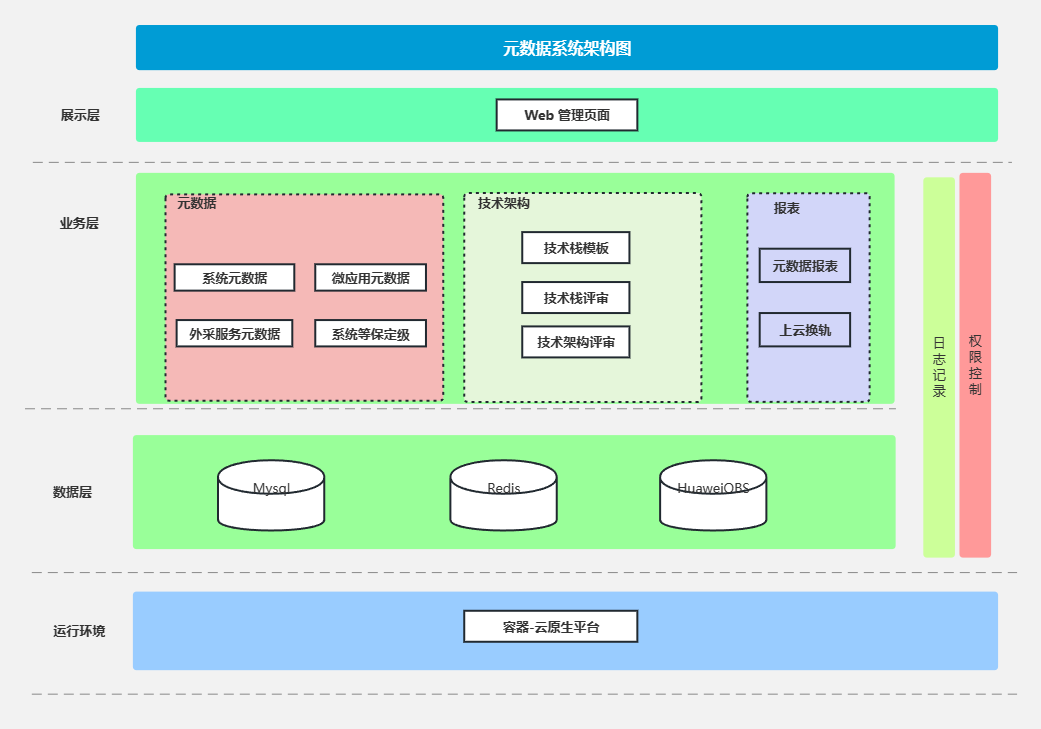 元数据系统架构图
展示层
Web 管理页面
业务层
元数据
系统元数据
微应用元数据
外采服务元数据
系统等保定级
技术架构
技术栈模板
技术栈评审
技术架构评审
报表
元数据报表
上云换轨
日志记录
权限控制
数据层
Mysql
Redis
HuaweiOBS
运行环境
容器-云原生平台